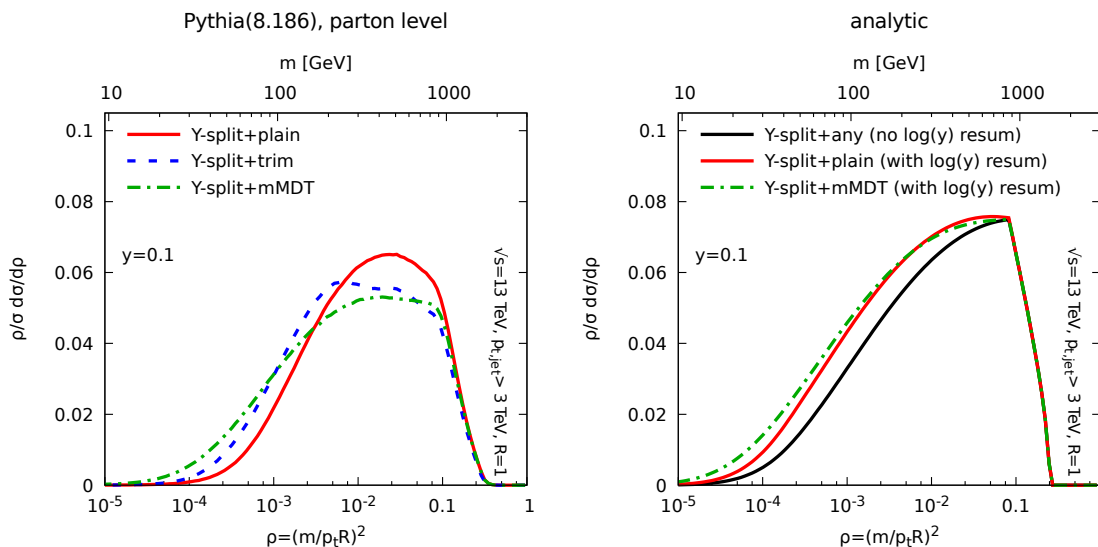 Pythia(8.186), parton level
m [GeV]
10 100 1000
0.1
0.08
0.06
0.04
0.02
0
ρ/σ dσ/dρ
Y-split+plain
Y-split+trim
Y-split+mMDT
y=0.1
√s=13 TeV, pt,jet> 3 TeV, R=1
10-5 10-4 10-3 10-2 0.1 1
ρ=(m/ptR)2
analytic
m [GeV]
10 100 1000
0.1
0.08
0.06
0.04
0.02
0
ρ/σ dσ/dρ
Y-split+any (no log(y) resum)
Y-split+plain (with log(y) resum)
Y-split+mMDT (with log(y) resum)
y=0.1
√s=13 TeV, pt,jet> 3 TeV, R=1
10-5 10-4 10-3 10-2 0.1
ρ=(m/ptR)2